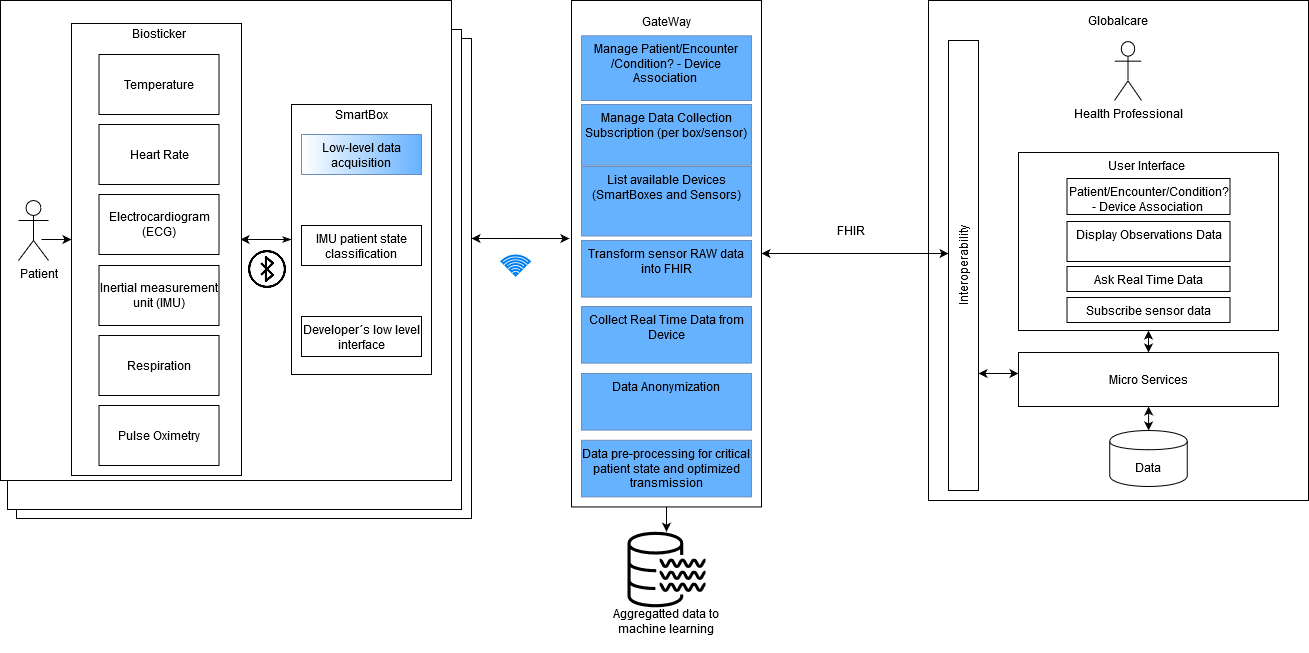 Biosticker
Temperature
Heart Rate
Electrocardiogram
(ECG)
Inertial measurement
unit (IMU)
Respiration
Pulse Oximetry
Patient
SmartBox
Low-level data
acquisition
IMU patient state
classification
Developer´s low level
interface
GateWay
Manage Patient/Encounter
/Condition? - Device
Association
Manage Data Collection
Subscription (per box/sensor)
List available Devices
(SmartBoxes and Sensors)
Transform sensor RAW data
into FHIR
Collect Real Time Data from
Device
Data Anonymization
Data pre-processing for critical
patient state and optimized
transmission
Aggregatted data to
machine learning
FHIR
Globalcare
Health Professional
Interoperability
User Interface
Patient/Encounter/Condition?
- Device Association
Display Observations Data
Ask Real Time Data
Subscribe sensor data
Micro Services
Data